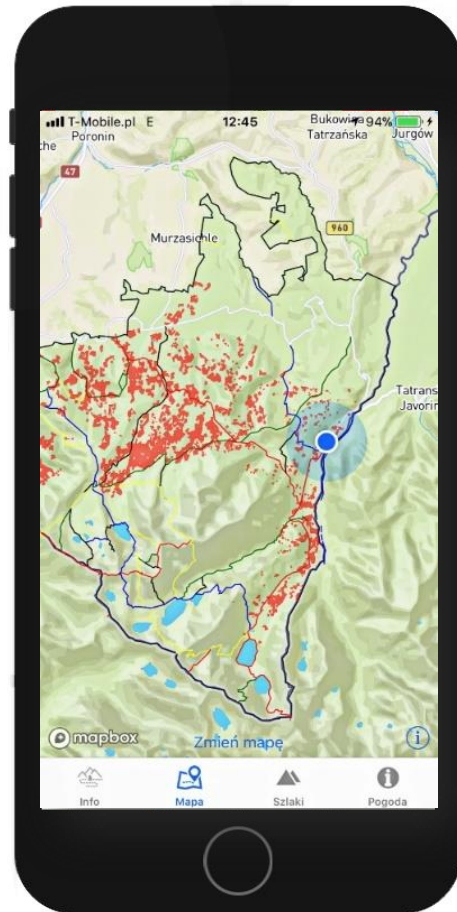 T-Mobile.pl E 12:45 94%
Bukowina
Tatrzańska
Jurgów
Poronin
che
47
960
Murzasichle
Tatrans
Javorin
mapbox
Zmień mapę
i
Info Mapa Szlaki Pogoda